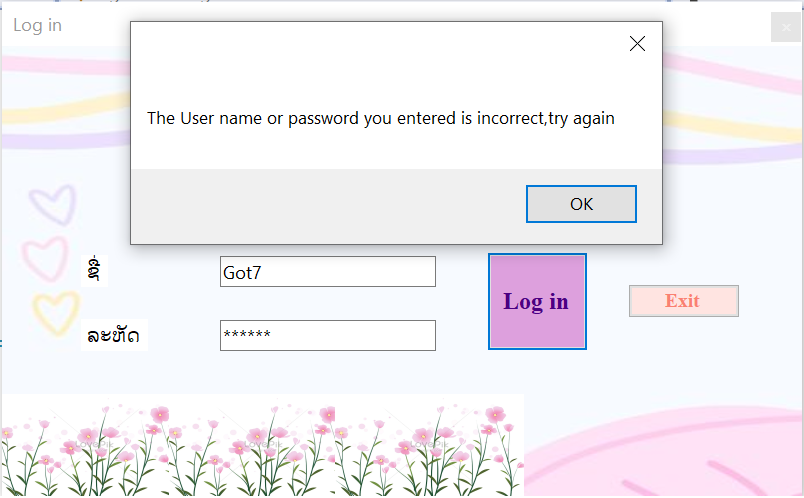 Log in
The User name or password you entered is incorrect,try again
OK
ຊື່
Got7
Log in
Exit
ລະຫັດ
******